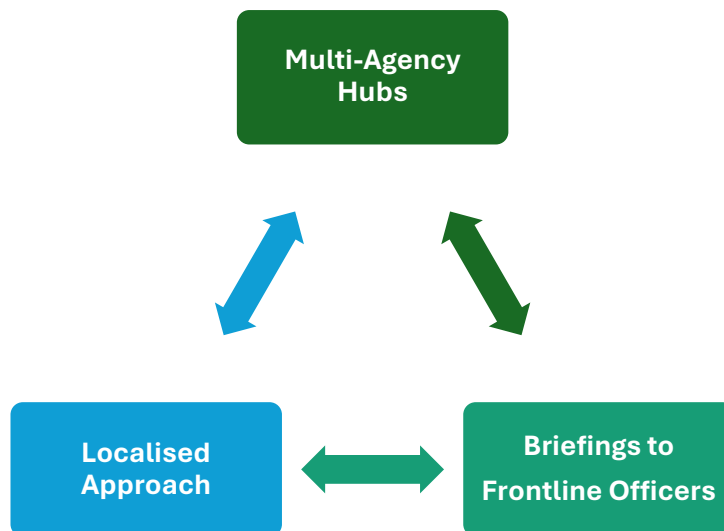 Multi-Agency
Hubs
Localised
Approach
Briefings to
Frontline Officers